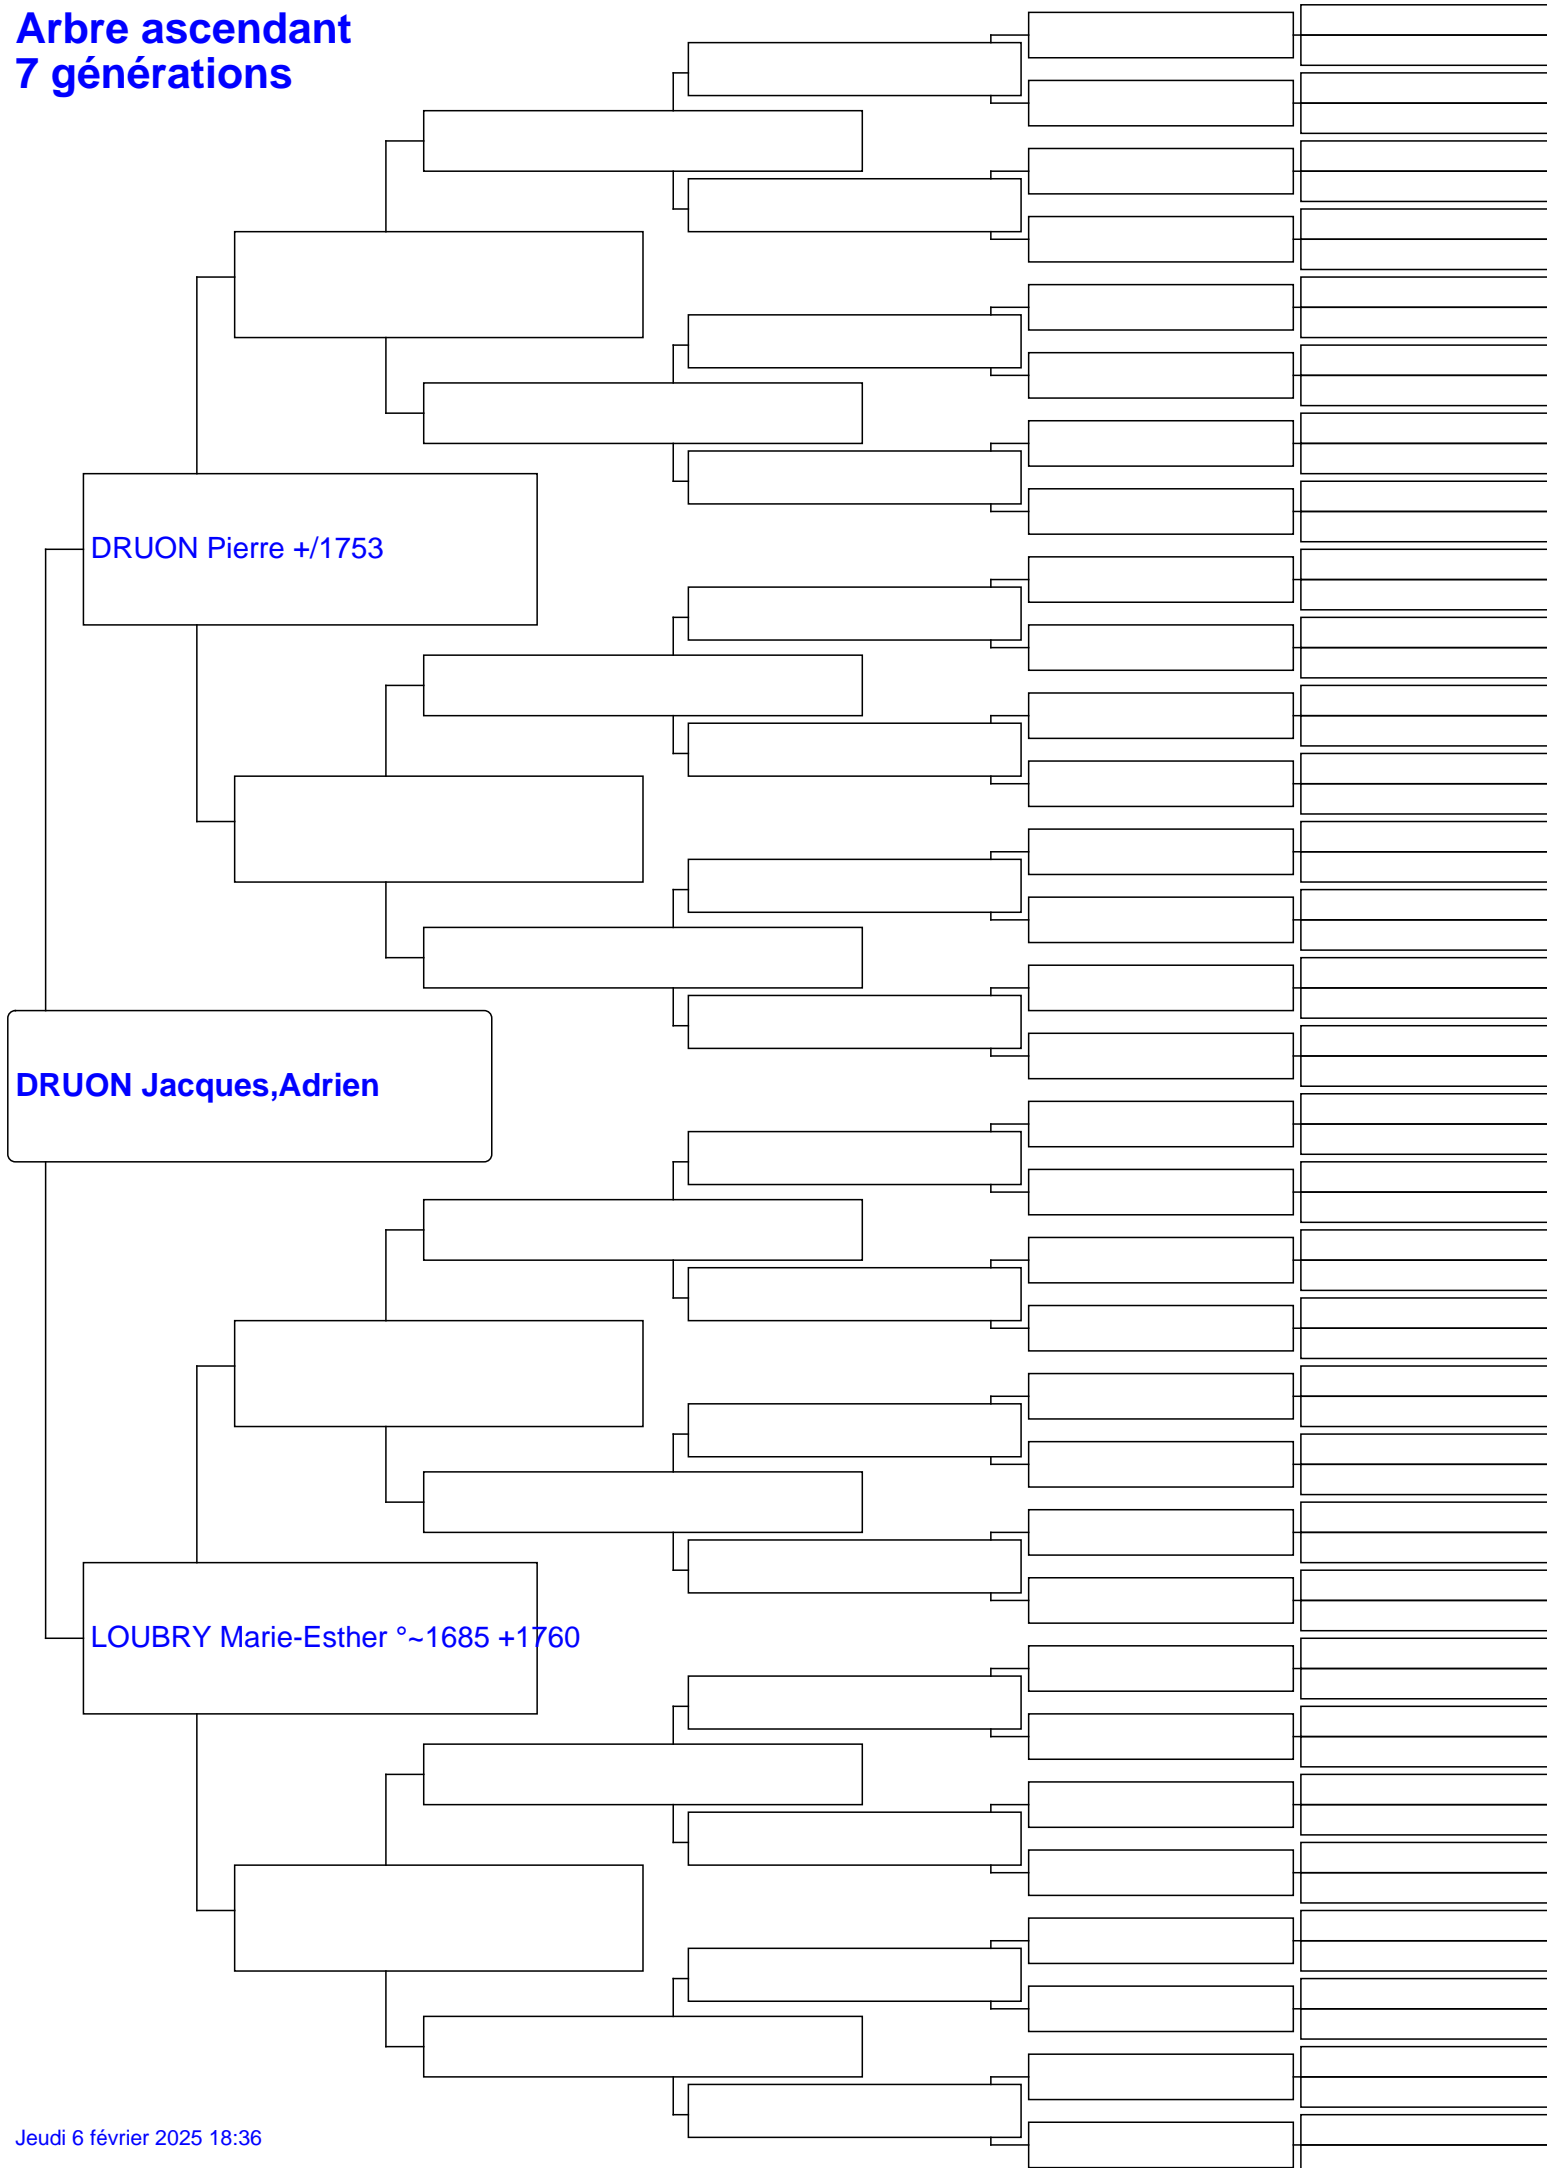 Arbre ascendant
7 générations
DRUON Pierre +/1753
DRUON Jacques,Adrien
LOUBRY Marie-Esther °~1685 +1760
Jeudi 6 février 2025 18:36